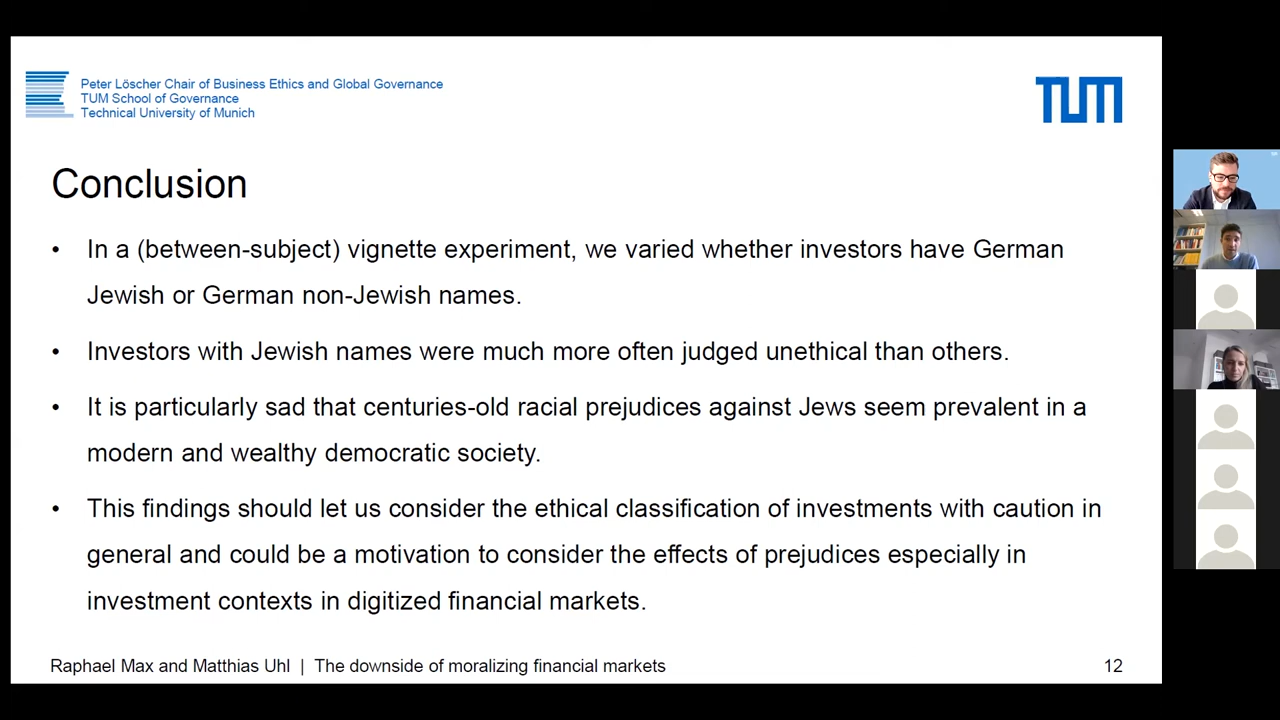 Peter Löscher Chair of Business Ethics and Global Governance
TUM School of Governance
Technical University of Munich
TUM
Conclusion
• In a (between-subject) vignette experiment, we varied whether investors have German
Jewish or German non-Jewish names.
• Investors with Jewish names were much more often judged unethical than others.
• It is particularly sad that centuries-old racial prejudices against Jews seem prevalent in a
modern and wealthy democratic society.
• This findings should let us consider the ethical classification of investments with caution in
general and could be a motivation to consider the effects of prejudices especially in
investment contexts in digitized financial markets.
Raphael Max and Matthias Uhl | The downside of moralizing financial markets
12